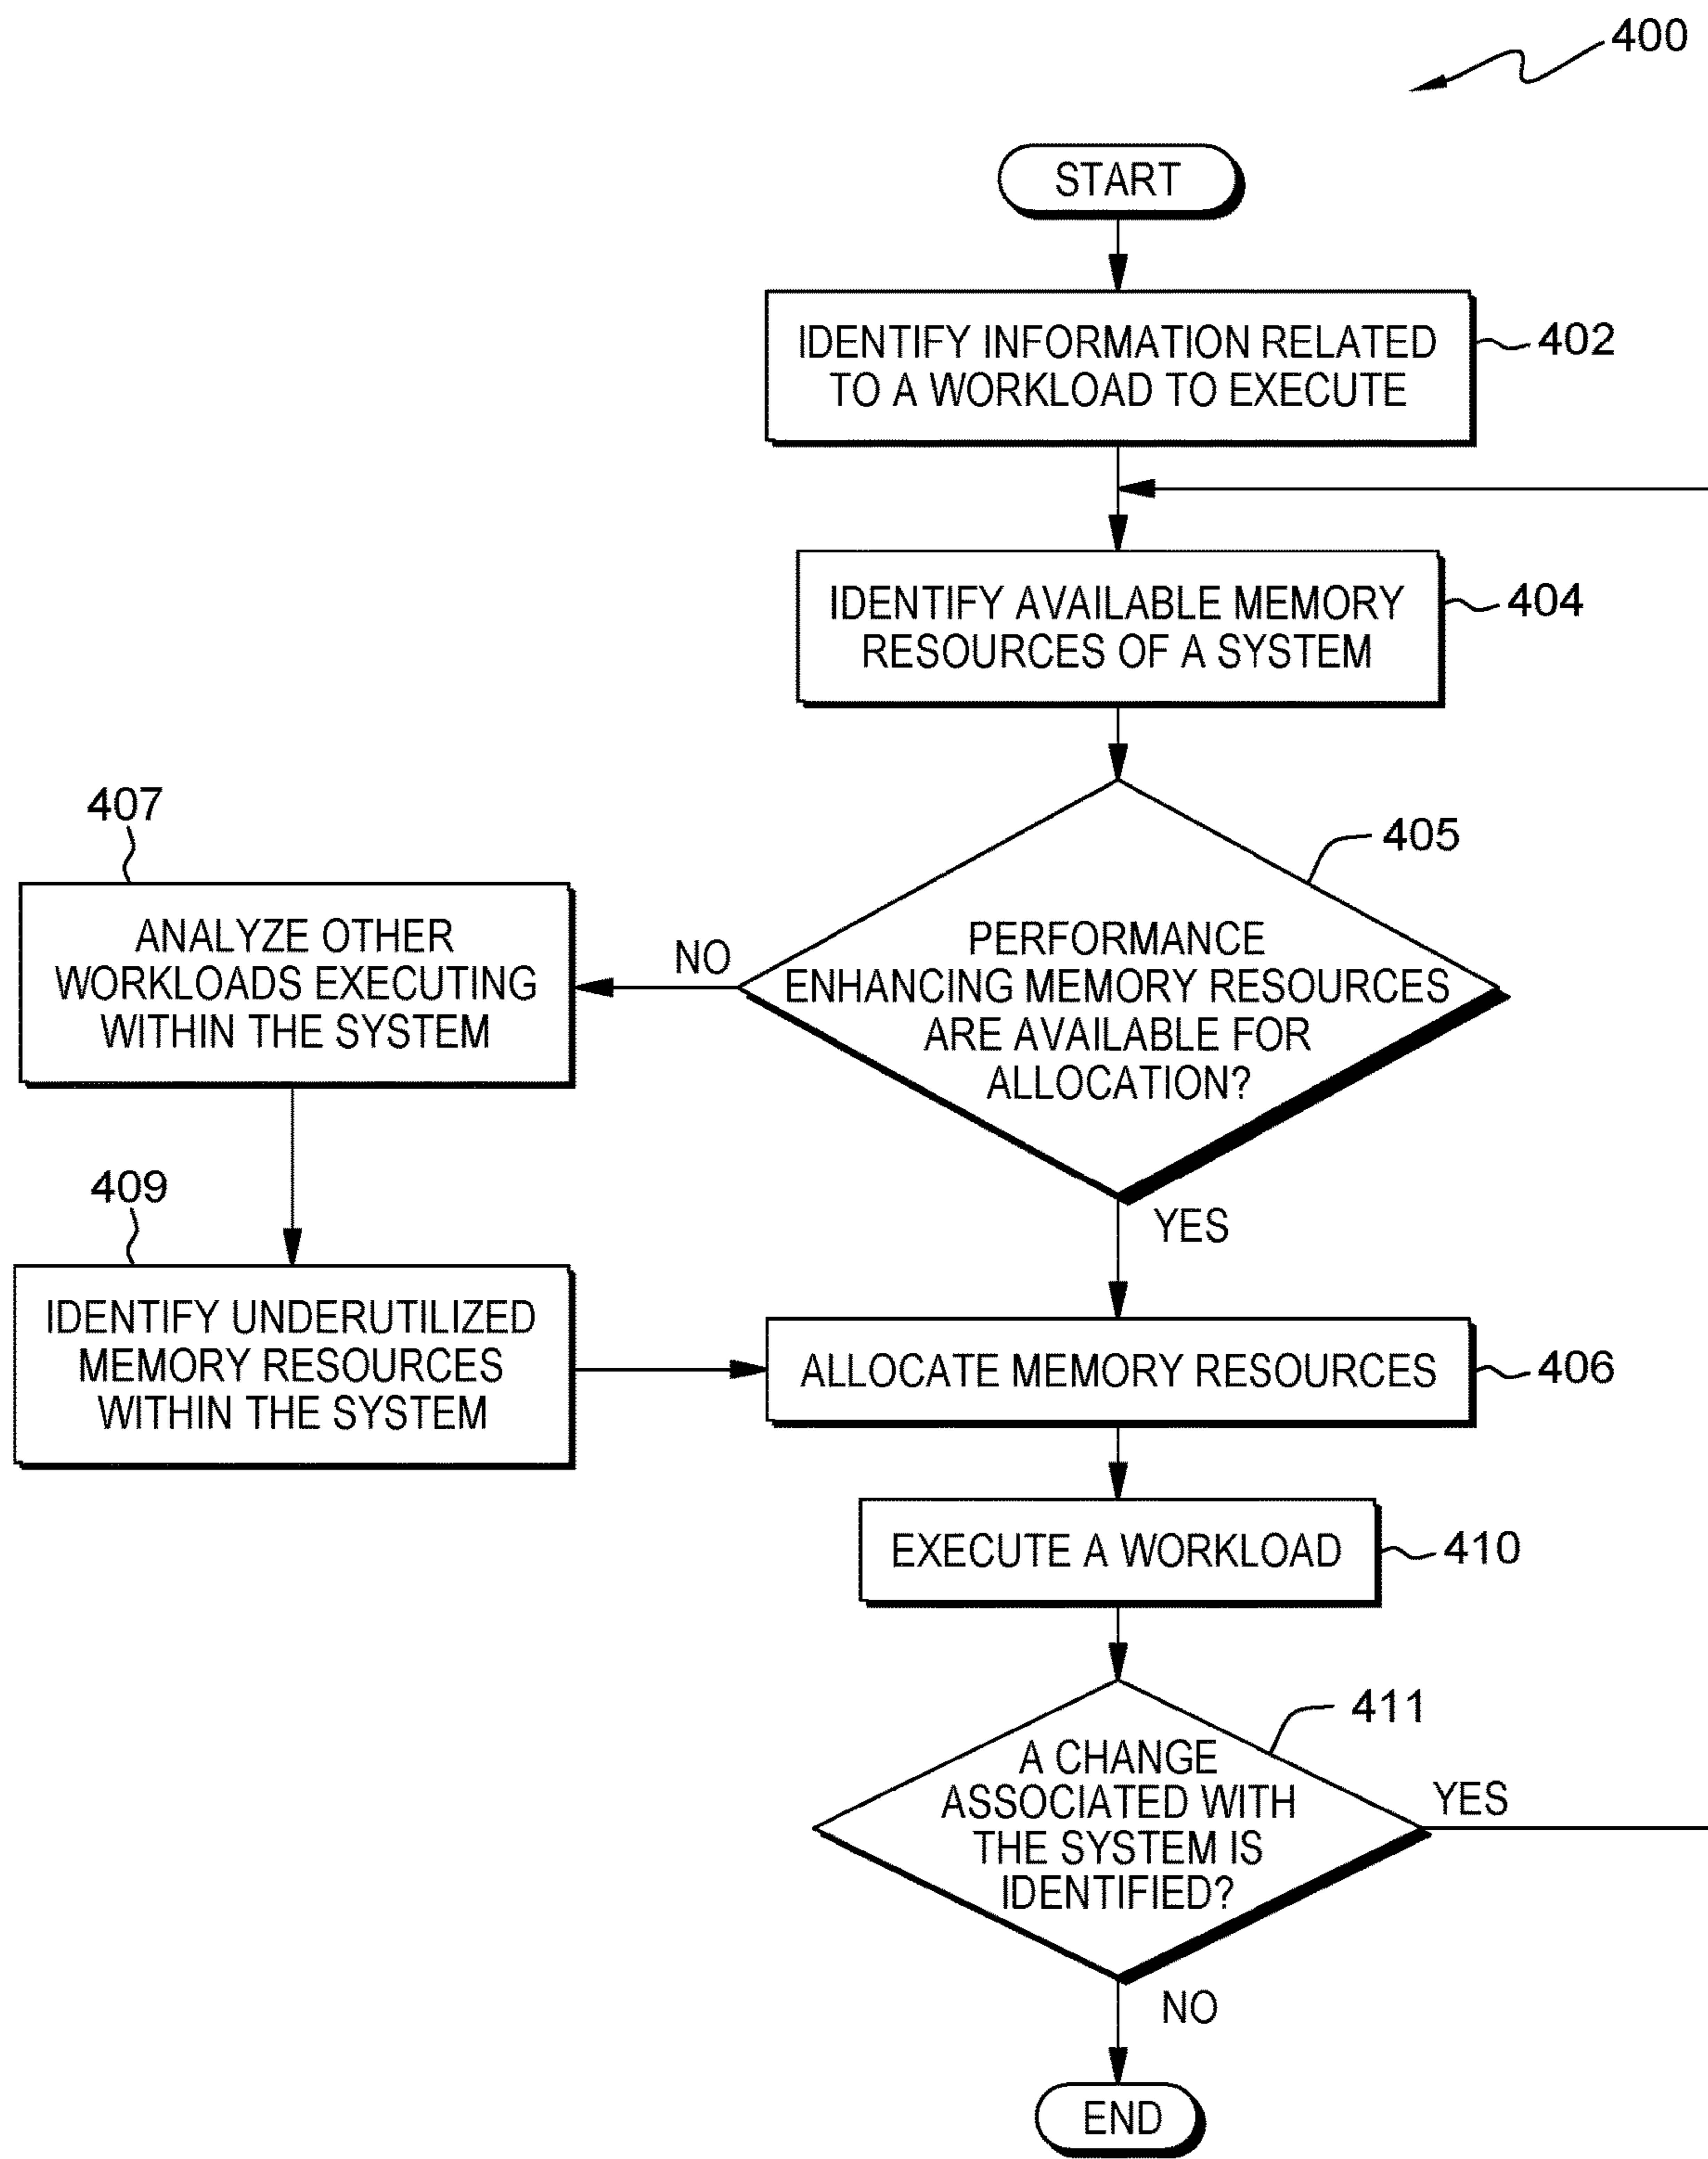 400
START
IDENTIFY INFORMATION RELATED
TO A WORKLOAD TO EXECUTE
402
IDENTIFY AVAILABLE MEMORY
RESOURCES OF A SYSTEM
404
405
PERFORMANCE
ENHANCING MEMORY RESOURCES
ARE AVAILABLE FOR
ALLOCATION?
NO
407
ANALYZE OTHER
WORKLOADS EXECUTING
WITHIN THE SYSTEM
409
IDENTIFY UNDERUTILIZED
MEMORY RESOURCES
WITHIN THE SYSTEM
YES
ALLOCATE MEMORY RESOURCES
406
EXECUTE A WORKLOAD
410
411
A CHANGE
ASSOCIATED WITH
THE SYSTEM IS
IDENTIFIED?
YES
NO
END